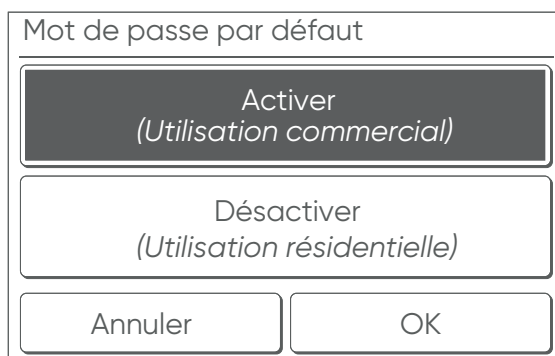 Mot de passe par défaut
Activer
(Utilisation commercial)
Désactiver
(Utilisation résidentielle)
Annuler
OK